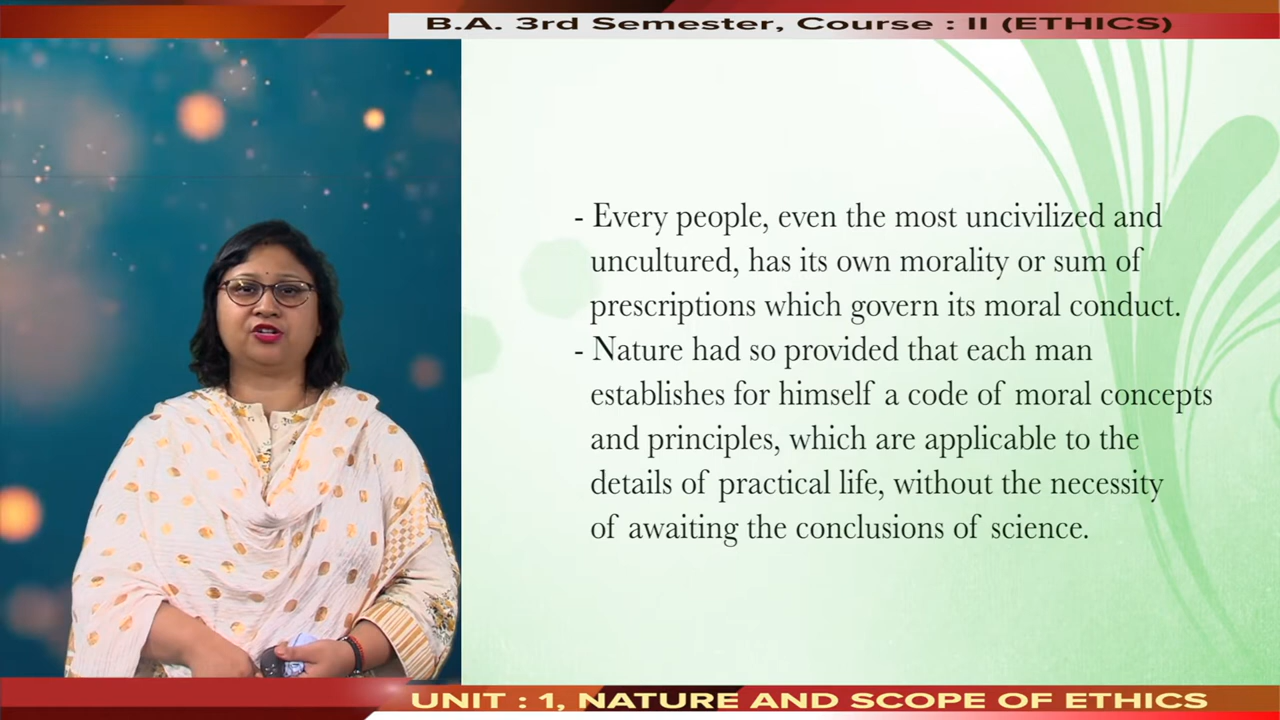 B.A. 3rd Semester, Course : II (ETHICS)
- Every people, even the most uncivilized and
uncultured, has its own morality or sum of
prescriptions which govern its moral conduct.
- Nature had so provided that each man
establishes for himself a code of moral concepts
and principles, which are applicable to the
details of practical life, without the necessity
of awaiting the conclusions of science.
UNIT : 1, NATURE AND SCOPE OF ETHICS